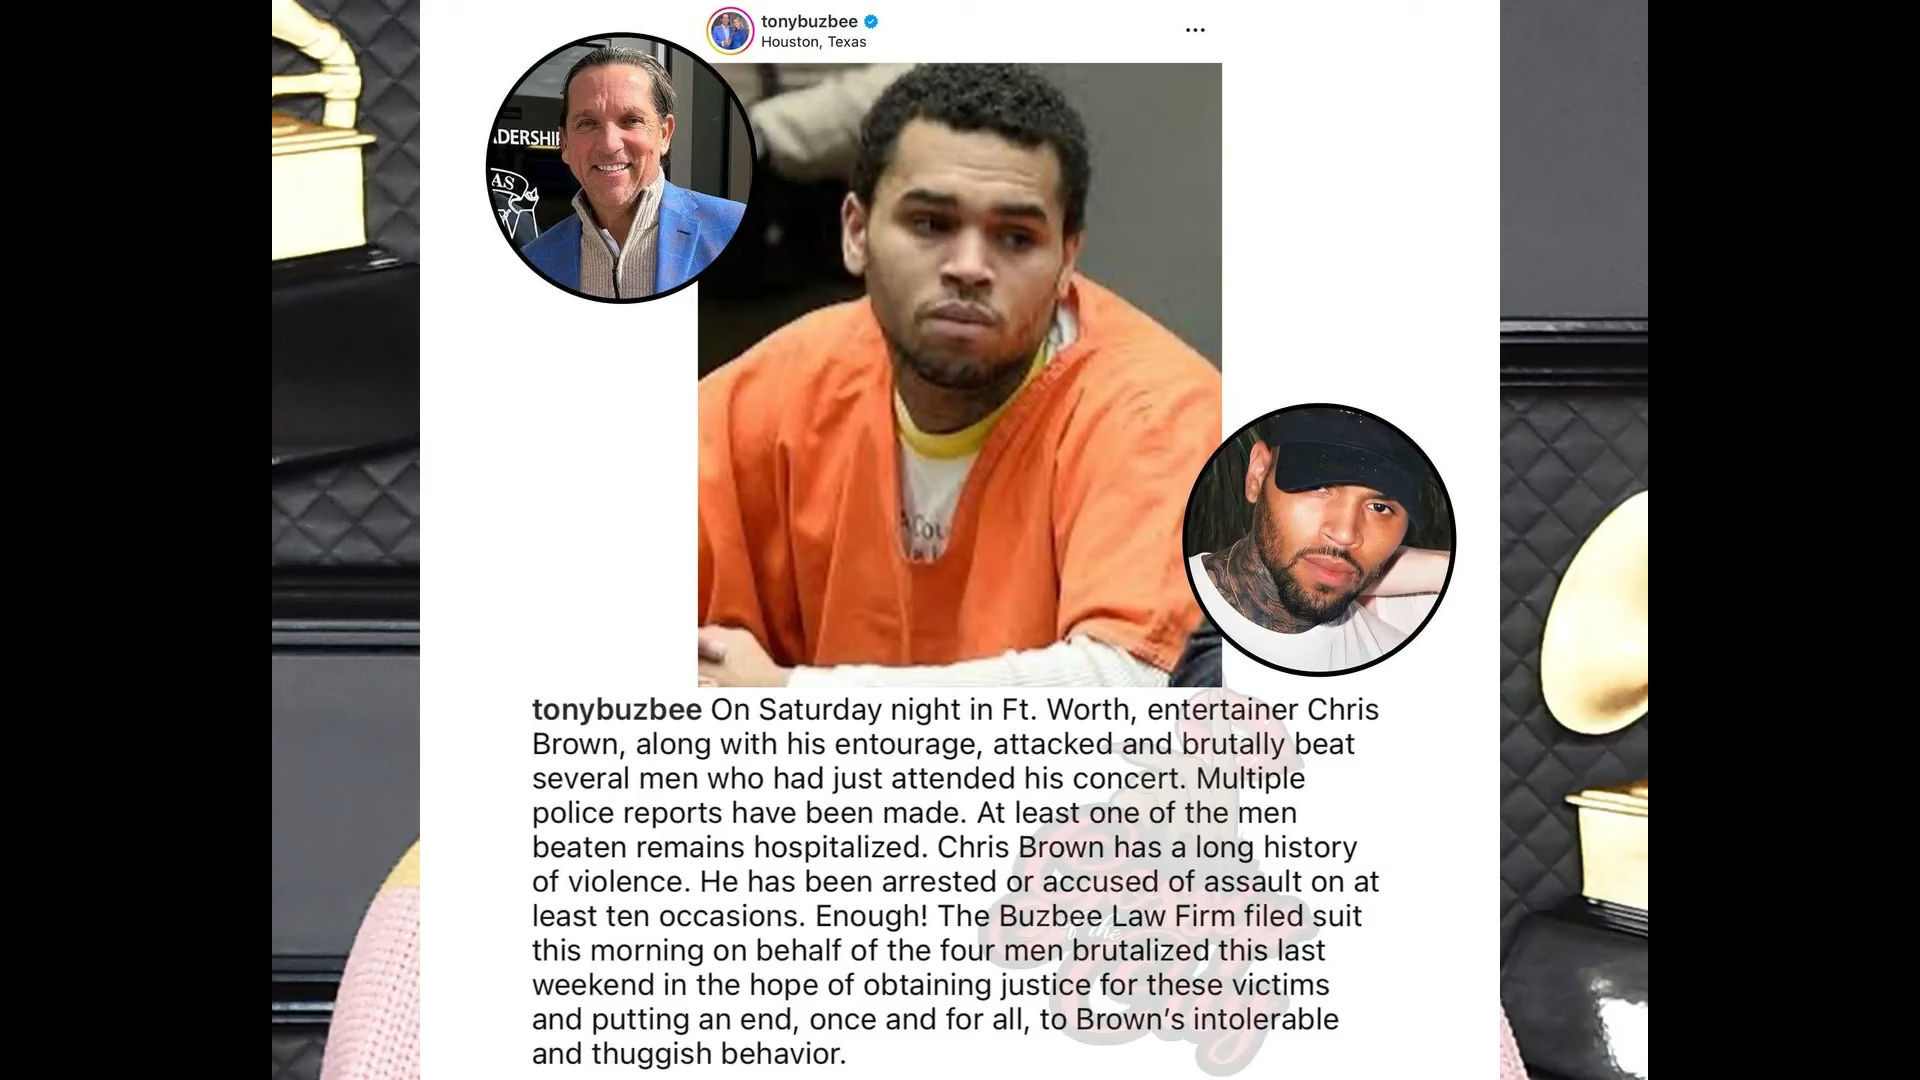 tonybuzbee
Houston, Texas
ADERSHIP
AS
tonybuzbee On Saturday night in Ft. Worth, entertainer Chris
Brown, along with his entourage, attacked and brutally beat
several men who had just attended his concert. Multiple
police reports have been made. At least one of the men
beaten remains hospitalized. Chris Brown has a long history
of violence. He has been arrested or accused of assault on at
least ten occasions. Enough! The Buzbee Law Firm filed suit
this morning on behalf of the four men brutalized this last
weekend in the hope of obtaining justice for these victims
and putting an end, once and for all, to Brown’s intolerable
and thuggish behavior.
of the